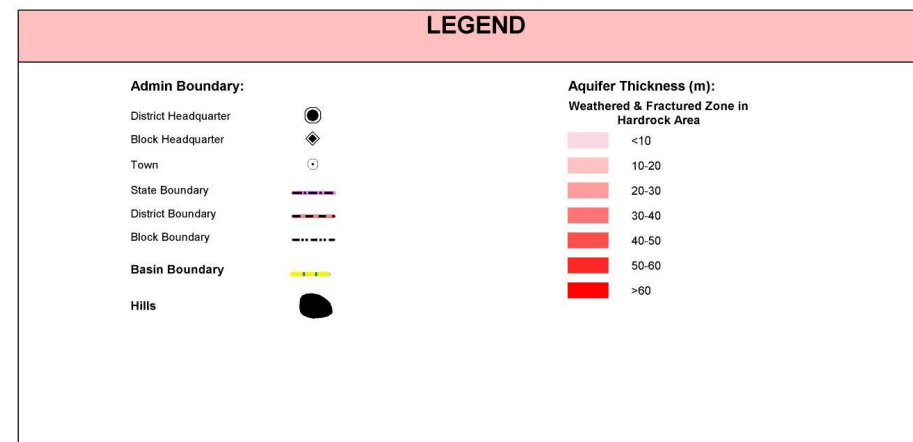 LEGEND
Admin Boundary:
District Headquarter
Block Headquarter
Town
State Boundary
District Boundary
Block Boundary
Basin Boundary
Hills
Aquifer Thickness (m):
Weathered & Fractured Zone in
Hardrock Area
<10
10-20
20-30
30-40
40-50
50-60
>60